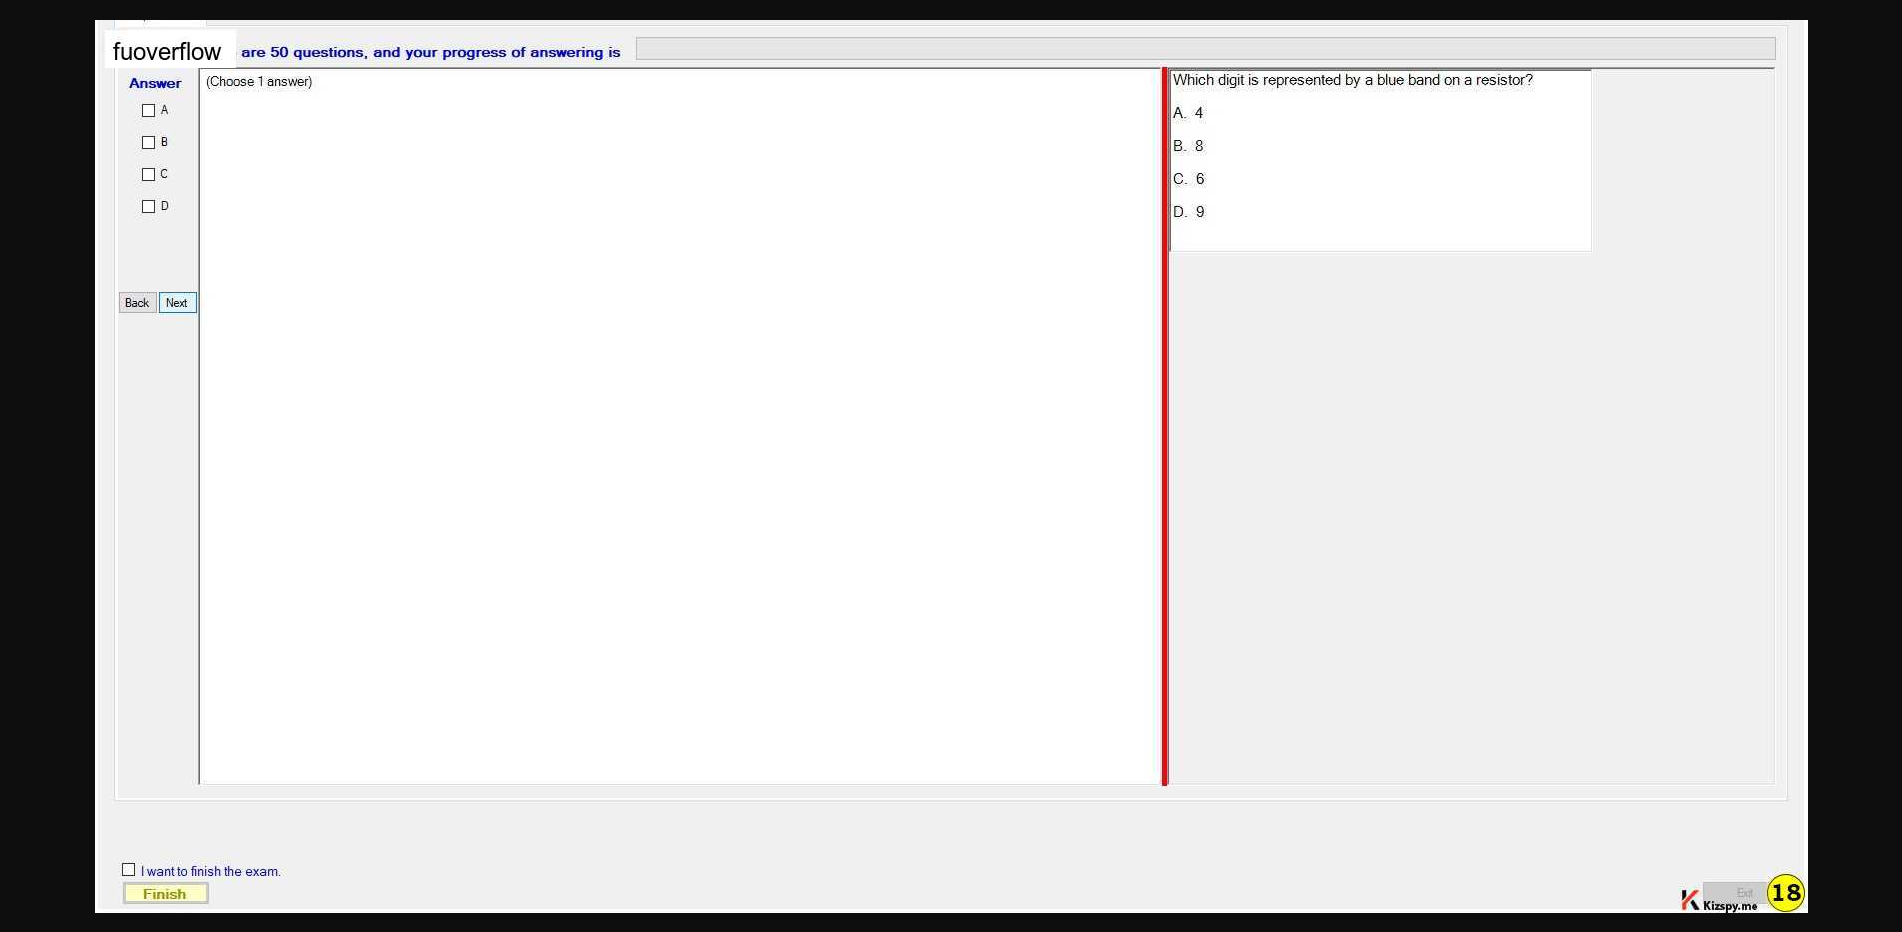 fuoverflow are 50 questions, and your progress of answering is
Answer
A
B
C
D
Back Next
(Choose 1 answer)
Which digit is represented by a blue band on a resistor?
A. 4
B. 8
C. 6
D. 9
I want to finish the exam.
Finish
Exit
Kizspy.me
18